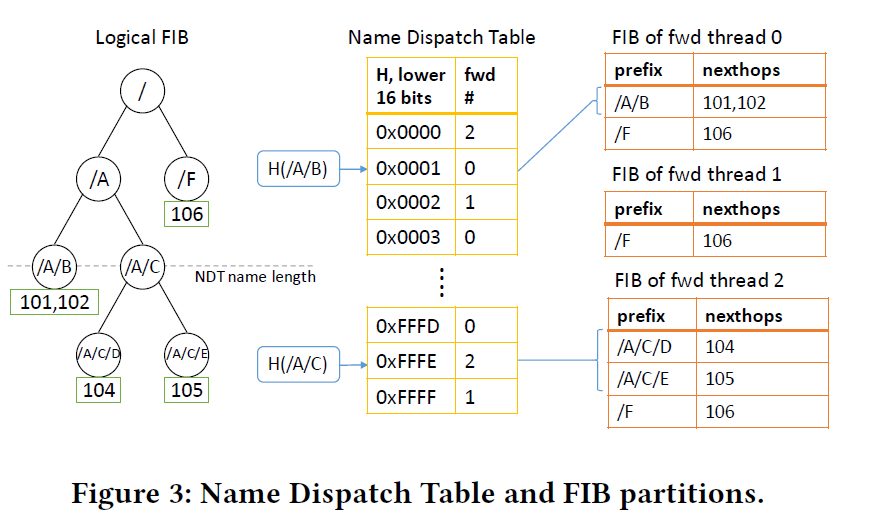 Logical FIB
/
/A
/F
106
/A/B
/A/C
NDT name length
101,102
/A/C/D
/A/C/E
104
105
Name Dispatch Table
H, lower 16 bits
fwd #
0x0000 2
H(/A/B)
0x0001 0
0x0002 1
0x0003 0
0xFFFD 0
H(/A/C)
0xFFFE 2
0xFFFF 1
FIB of fwd thread 0
prefix nexthops
/A/B 101,102
/F 106
FIB of fwd thread 1
prefix nexthops
/F 106
FIB of fwd thread 2
prefix nexthops
/A/C/D 104
/A/C/E 105
/F 106
Figure 3: Name Dispatch Table and FIB partitions.